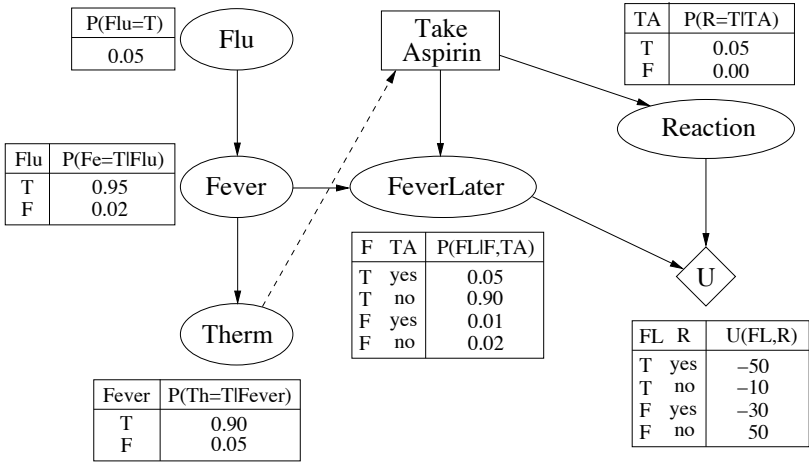 P(Flu=T)
0.05
Flu
Take
Aspirin
TA P(R=T|TA)
T 0.05
F 0.00
Reaction
Flu P(Fe=T|Flu)
T 0.95
F 0.02
Fever
FeverLater
F TA P(FL|F,TA)
T yes 0.05
T no 0.90
F yes 0.01
F no 0.02
U
Therm
FL R U(FL,R)
T yes −50
T no −10
F yes −30
F no 50
Fever P(Th=T|Fever)
T 0.90
F 0.05